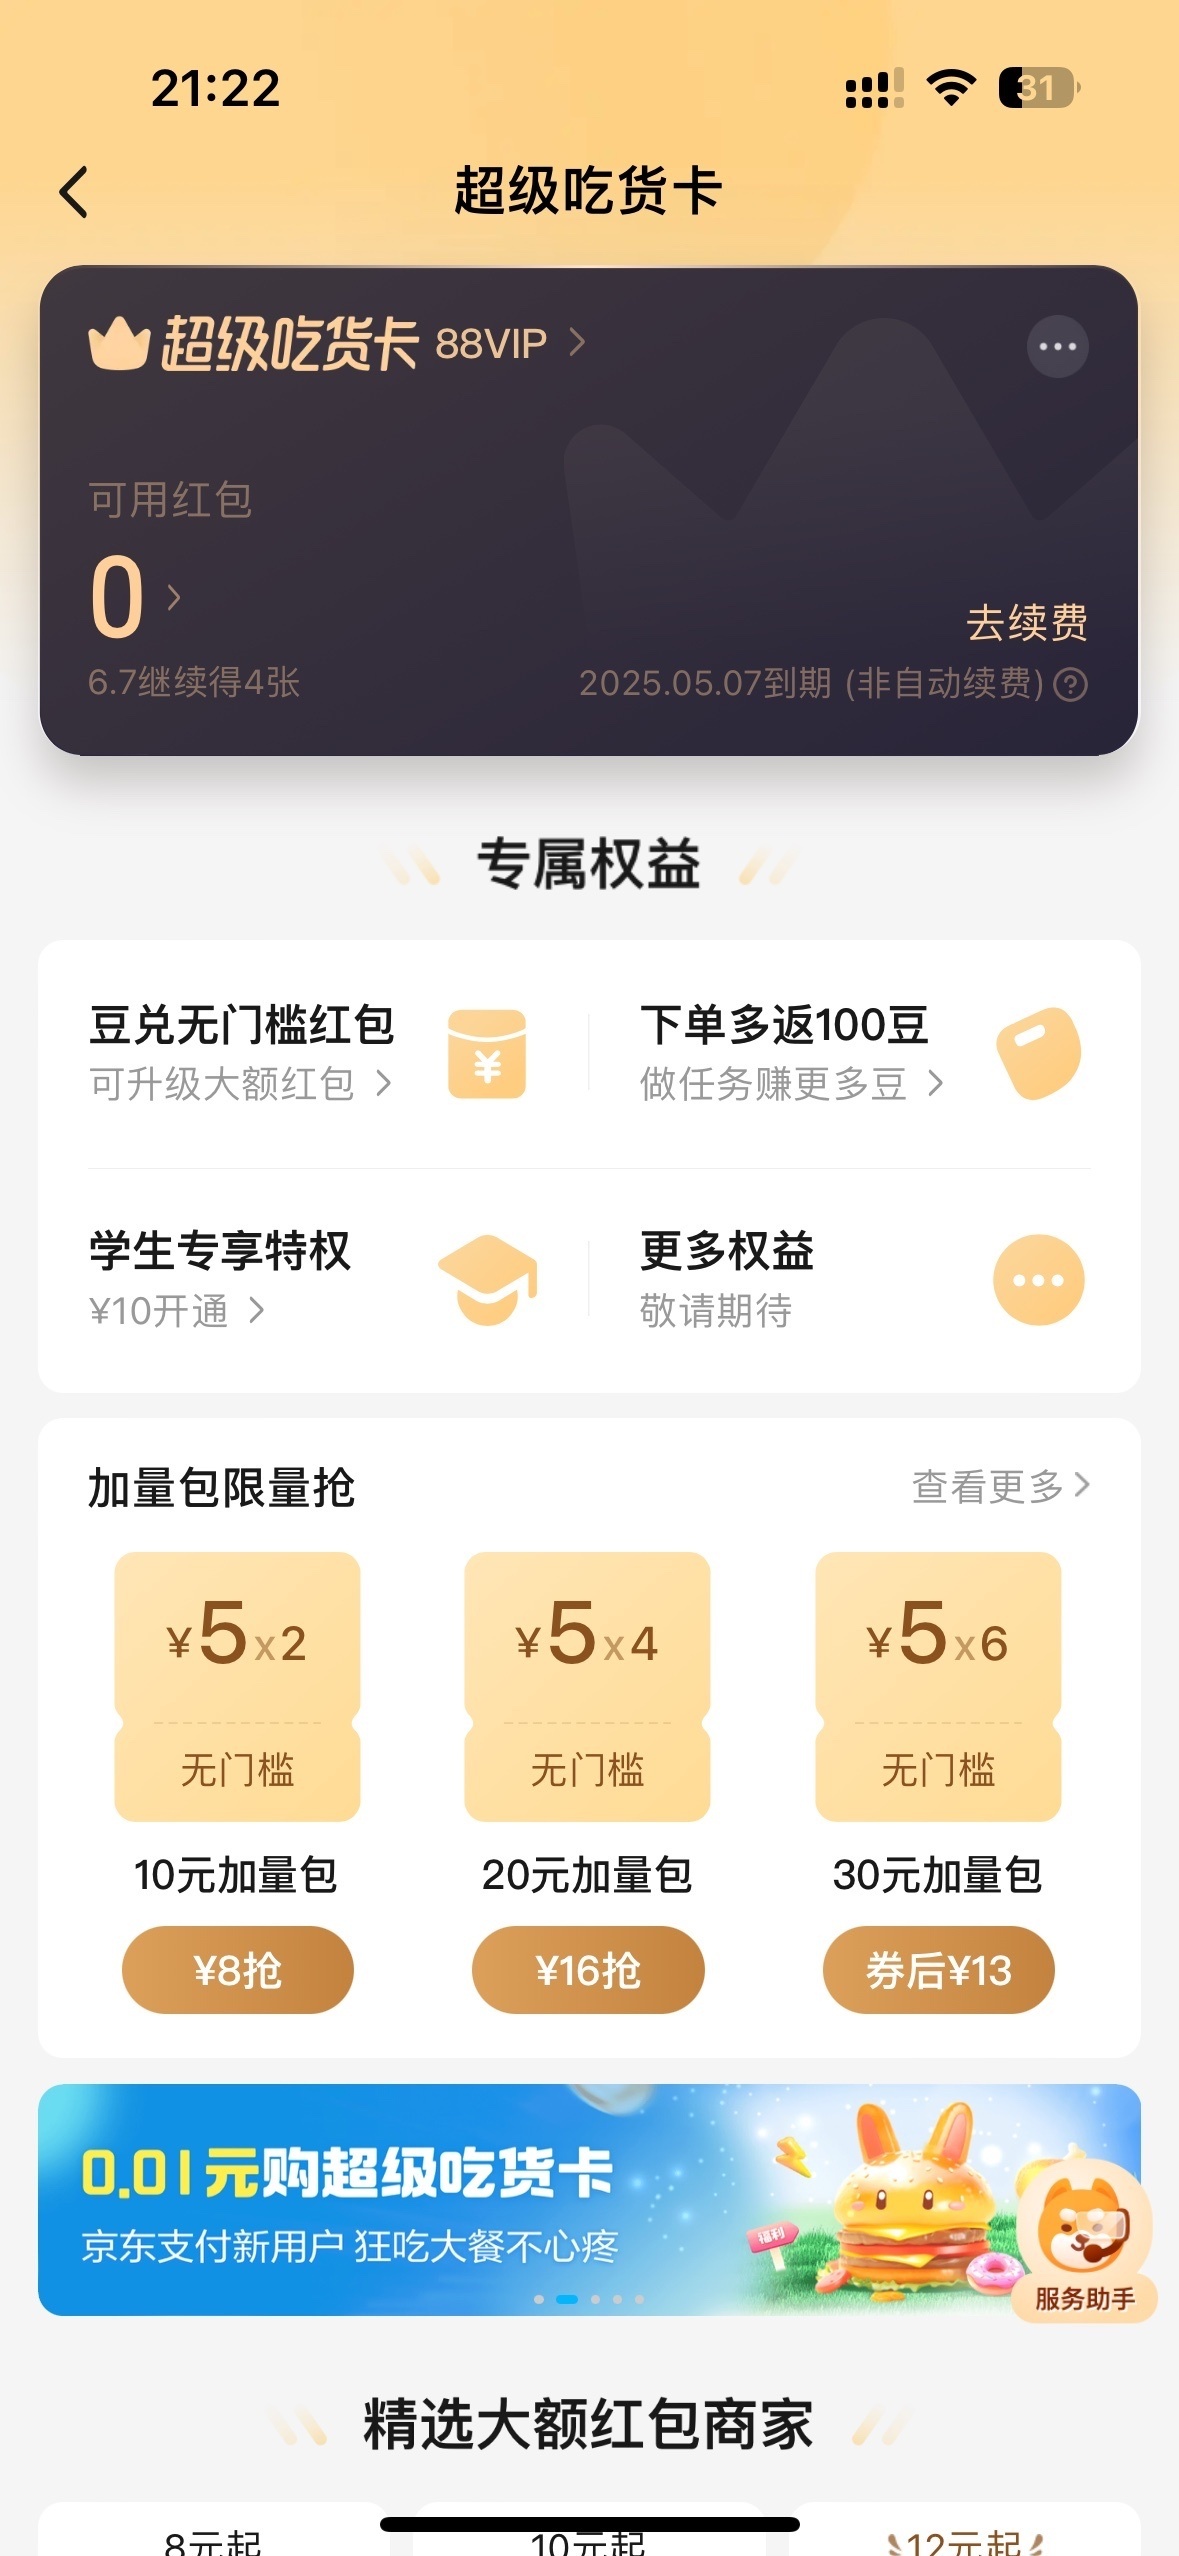 21:22
31
超级吃货卡
超级吃货卡 88VIP
可用红包
0
去续费
6.7继续得4张
2025.05.07到期 (非自动续费)?
专属权益
豆兑无门槛红包
可升级大额红包
¥
下单多返100豆
做任务赚更多豆
学生专享特权
¥10开通
更多权益
敬请期待
加量包限量抢
查看更多
¥5x2
无门槛
10元加量包
¥8抢
¥5x4
无门槛
20元加量包
¥16抢
¥5x6
无门槛
30元加量包
券后¥13
0.01元购超级吃货卡
京东支付新用户 狂吃大餐不心疼
福利
服务助手
精选大额红包商家
8元起
10元起
12元起